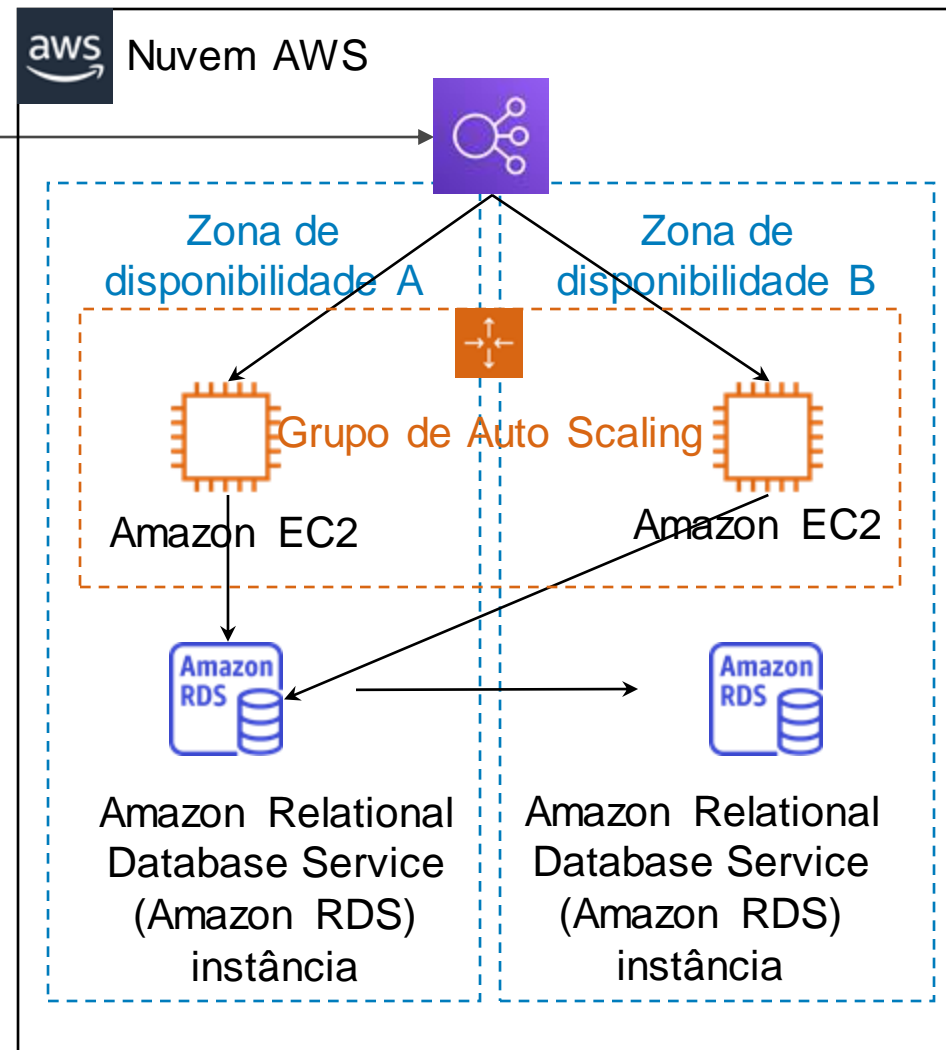 aws
Nuvem AWS
Zona de
disponibilidade A
Zona de
disponibilidade B
Grupo de Auto Scaling
Amazon EC2
Amazon EC2
Amazon
RDS
Amazon
RDS
Amazon Relational
Database Service
(Amazon RDS)
instância
Amazon Relational
Database Service
(Amazon RDS)
instância